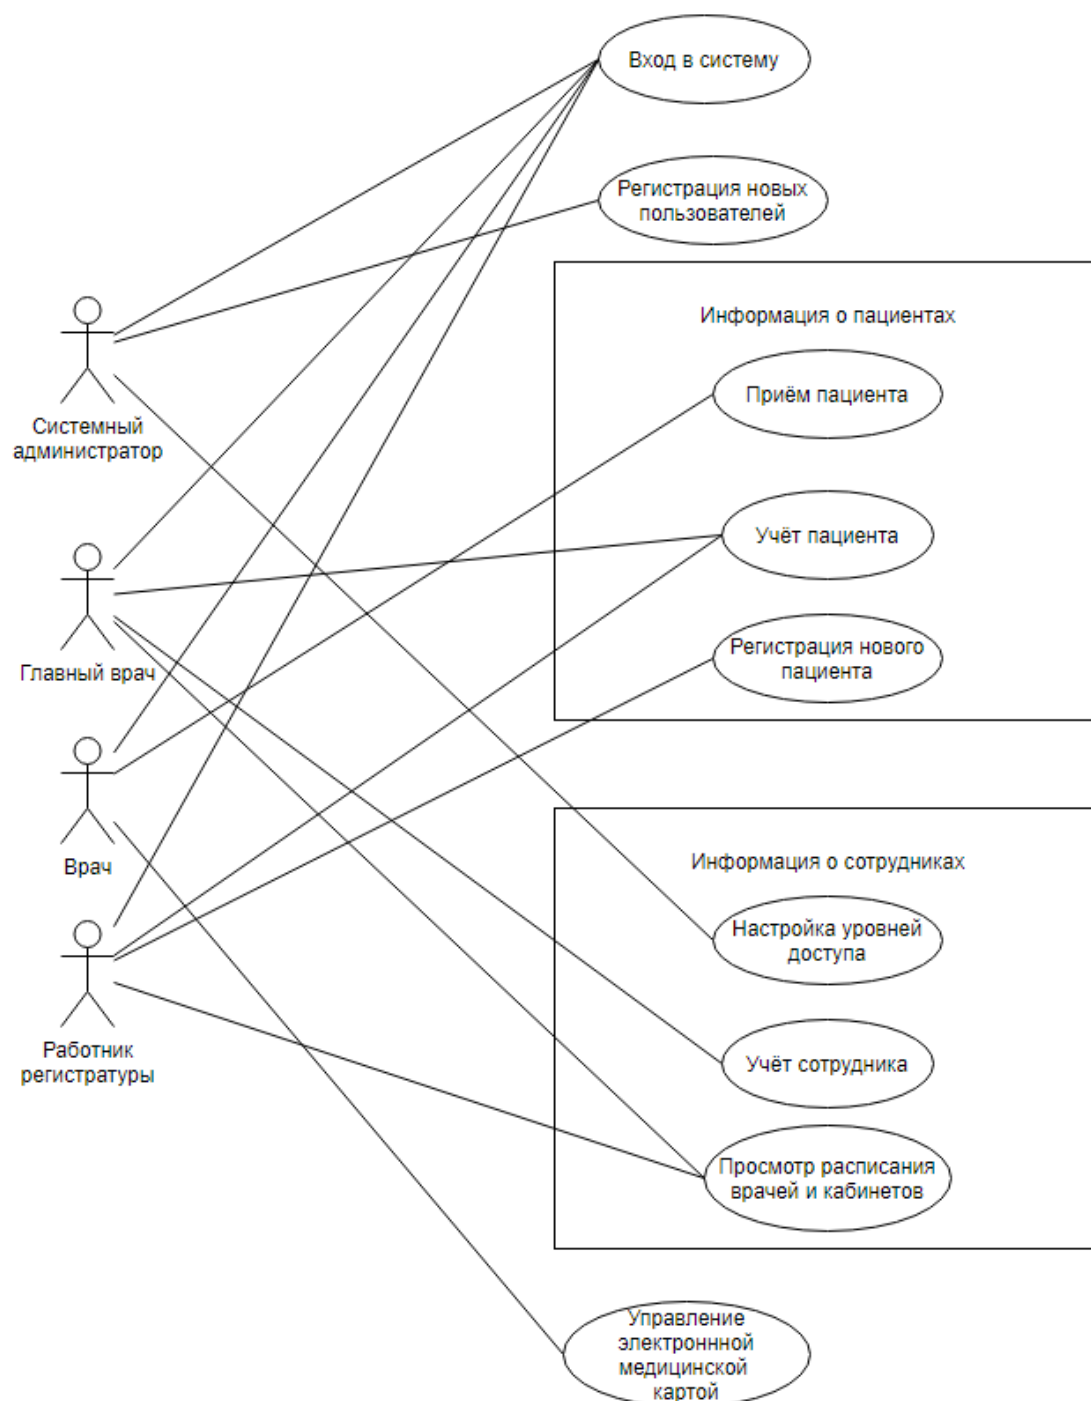 Вход в систему
Регистрация новых
пользователей
Информация о пациентах
Приём пациента
Системный
администратор
Учёт пациента
Регистрация нового
пациента
Главный врач
Врач
Информация о сотрудниках
Настройка уровней
доступа
Работник
регистратуры
Учёт сотрудника
Просмотр расписания
врачей и кабинетов
Управление
электроннной
медицинской
картой